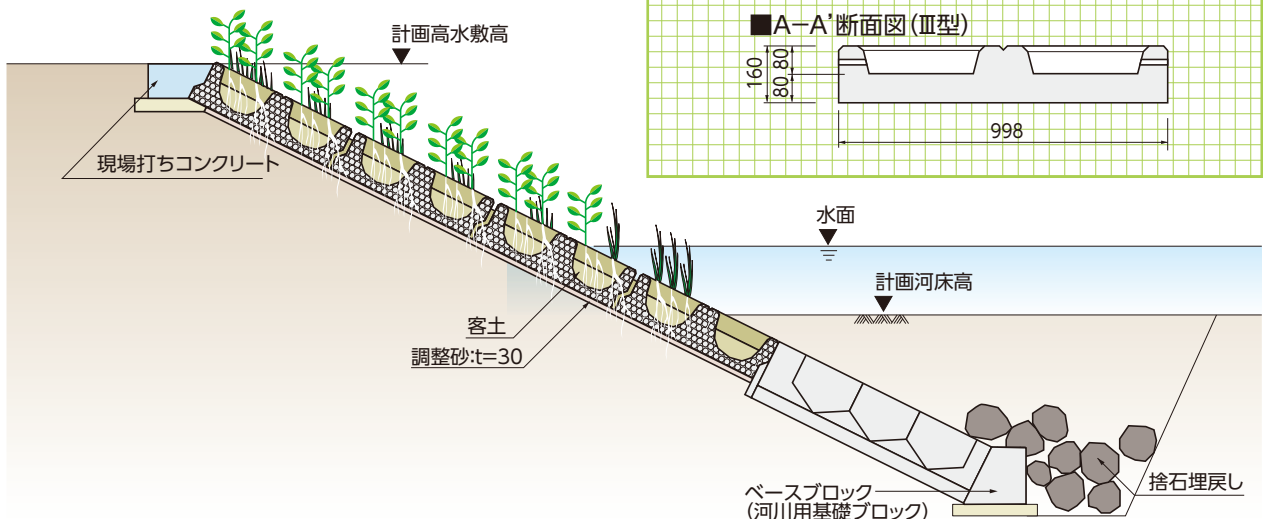 ■A-A’断面図(Ⅲ型)
160
80
80
998
計画高水敷高
現場打ちコンクリート
水面
計画河床高
客土
調整砂:t=30
捨石埋戻し
ベースブロック
(河川用基礎ブロック)